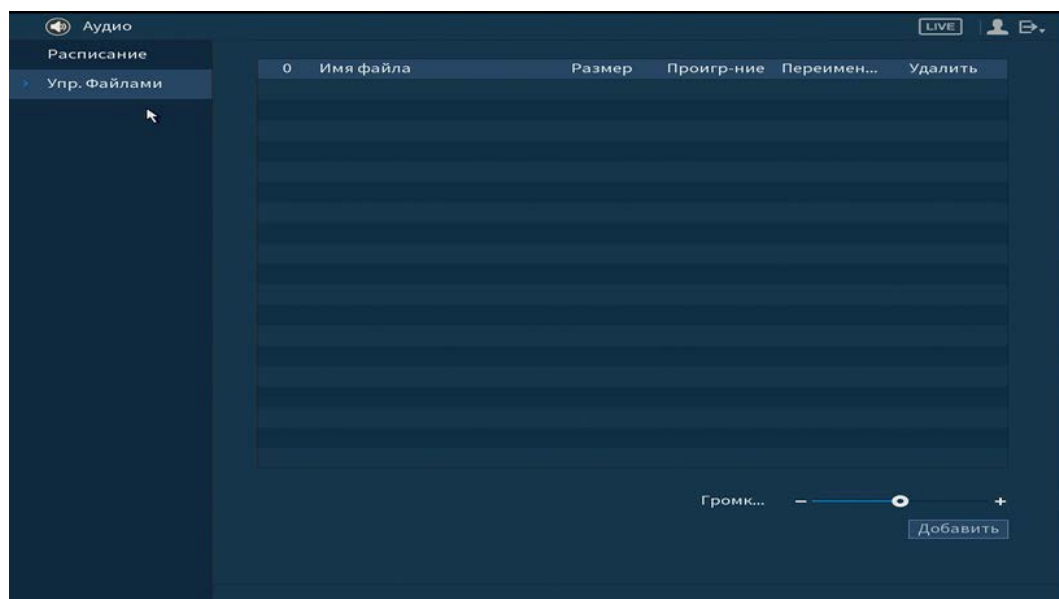 Аудио LIVE
Расписание
0 Имя файла Размер Проигр-ние Переимен... Удалить
Упр. Файлами
Громк... − +
Добавить